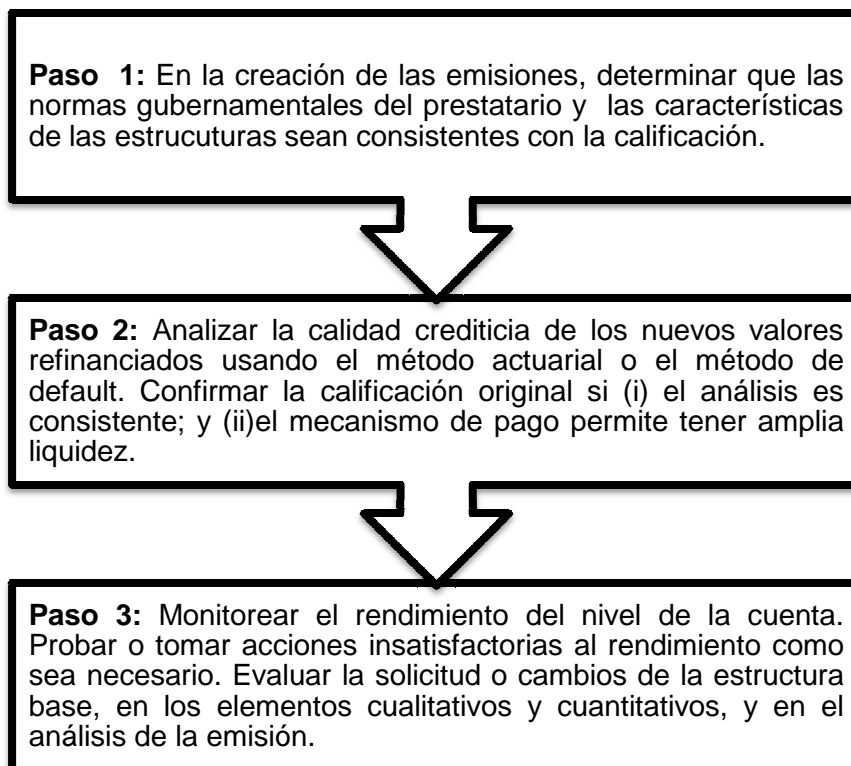 Paso 1: En la creación de las emisiones, determinar que las
normas gubernamentales del prestatario y las características
de las estrucuturas sean consistentes con la calificación.
Paso 2: Analizar la calidad crediticia de los nuevos valores
refinanciados usando el método actuarial o el método de
default. Confirmar la calificación original si (i) el análisis es
consistente; y (ii)el mecanismo de pago permite tener amplia
liquidez.
Paso 3: Monitorear el rendimiento del nivel de la cuenta.
Probar o tomar acciones insatisfactorias al rendimiento como
sea necesario. Evaluar la solicitud o cambios de la estructura
base, en los elementos cualitativos y cuantitativos, y en el
análisis de la emisión.